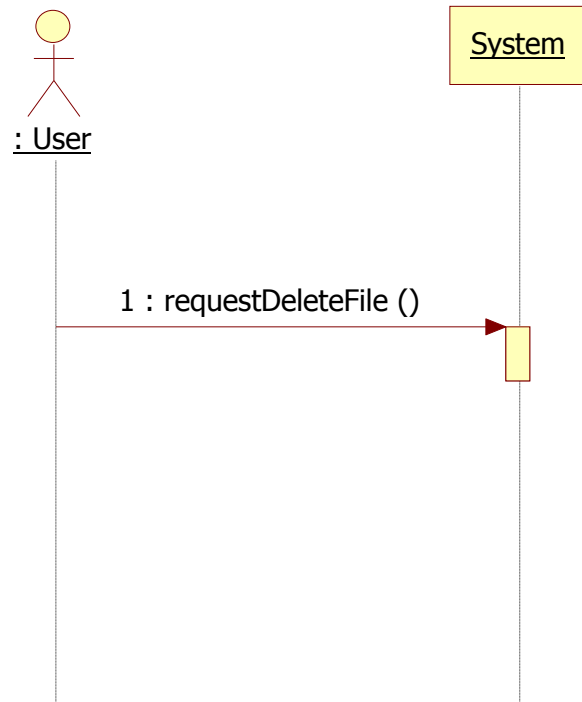 System
: User
1 : requestDeleteFile ()